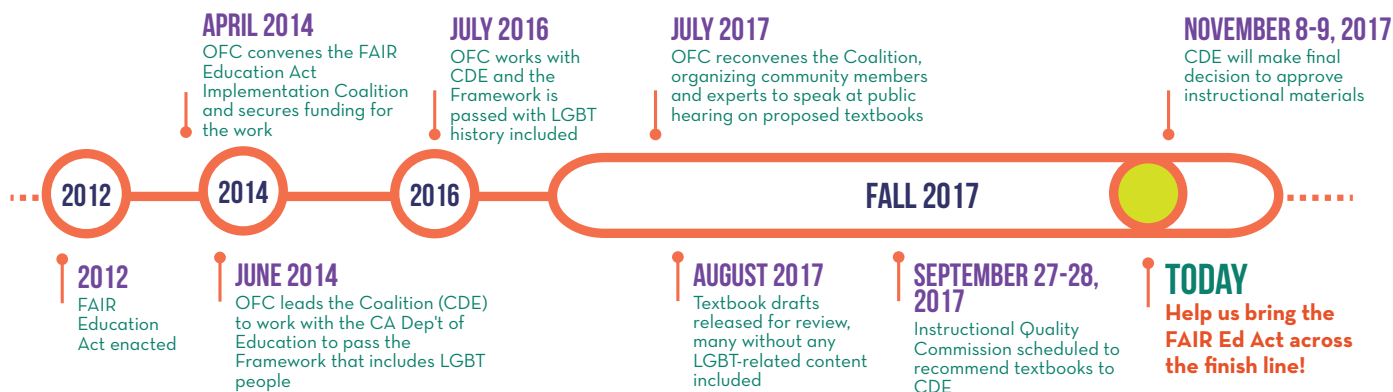 APRIL 2014
OFC convenes the FAIR
Education Act
Implementation Coalition
and secures funding for
the work
JULY 2016
OFC works with
CDE and the
Framework is
passed with LGBT
history included
JULY 2017
OFC reconvenes the Coalition,
organizing community members
and experts to speak at public
hearing on proposed textbooks
NOVEMBER 8-9, 2017
CDE will make final
decision to approve
instructional materials
2012
2014
2016
FALL 2017
2012
FAIR
Education
Act enacted
JUNE 2014
OFC leads the Coalition (CDE)
to work with the CA Dep't of
Education to pass the
Framework that includes LGBT
people
AUGUST 2017
Textbook drafts
released for review,
many without any
LGBT-related content
included
SEPTEMBER 27-28,
2017
Instructional Quality
Commission scheduled to
recommend textbooks to
CDE
TODAY
Help us bring the
FAIR Ed Act across
the finish line!